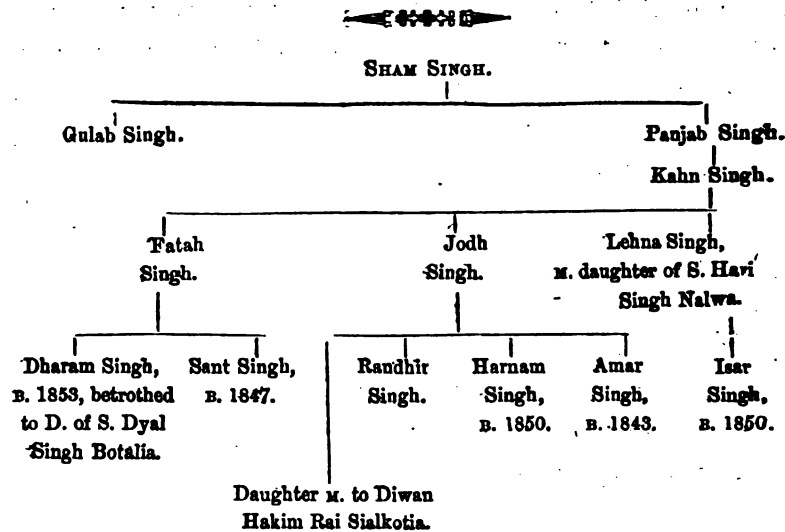 SHAM SINGH.
Gulab Singh.
Panjab Singh.
Kahn Singh.
Fatah
Singh.
Jodh
Singh.
Lehna Singh,
M. daughter of S. Hari
Singh Nalwa.
Dharam Singh,
B. 1853, betrothed
to D. of S. Dyal
Singh Botalia.
Sant Singh,
B. 1847.
Randhir
Singh.
Harnam
Singh,
B. 1850.
Amar
Singh,
B. 1843.
Isar
Singh,
B. 1850.
Daughter M. to Diwan
Hakim Rai Sialkotia.